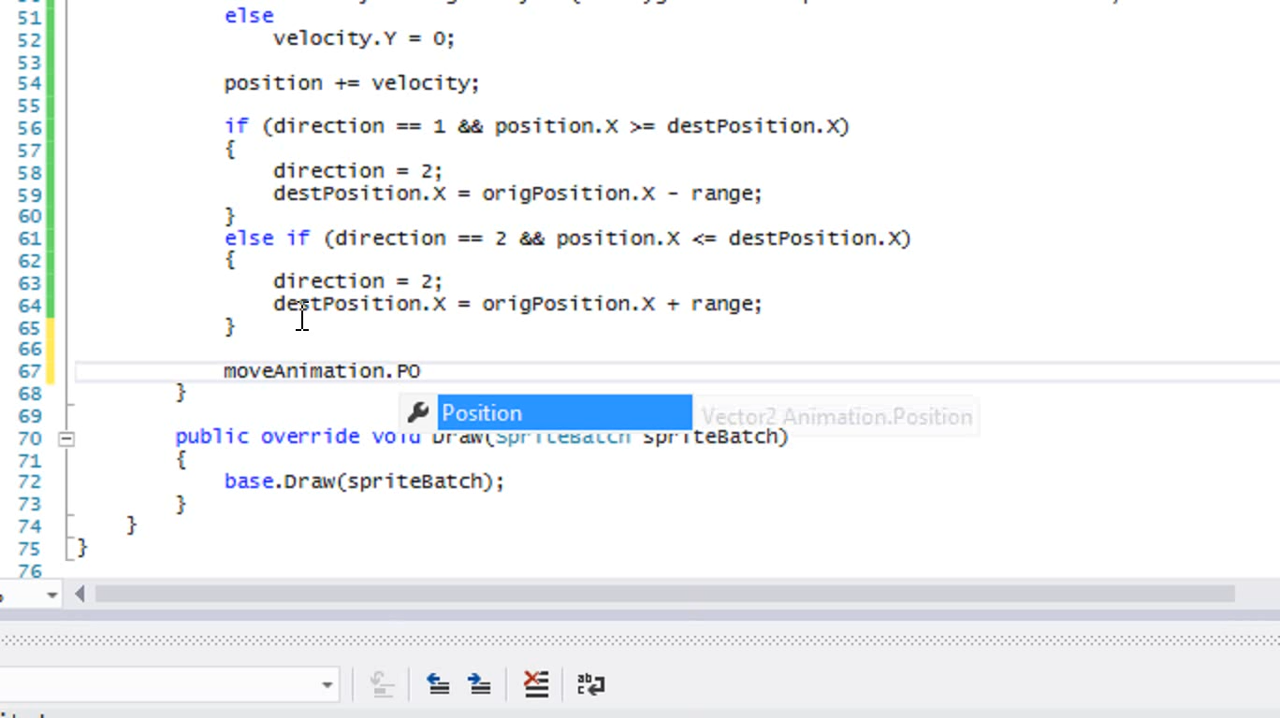 51 else
52 velocity.Y = 0;
53
54 position += velocity;
55
56 if (direction == 1 && position.X >= destPosition.X)
57 {
58 direction = 2;
59 destPosition.X = origPosition.X - range;
60 }
61 else if (direction == 2 && position.X <= destPosition.X)
62 {
63 direction = 2;
64 destPosition.X = origPosition.X + range;
65 }
66
67 moveAnimation.PO
68 }
Position Vector2 Animation.Position
69
70 public override void Draw(SpriteBatch spriteBatch)
71 {
72 base.Draw(spriteBatch);
73 }
74 }
75 }
76